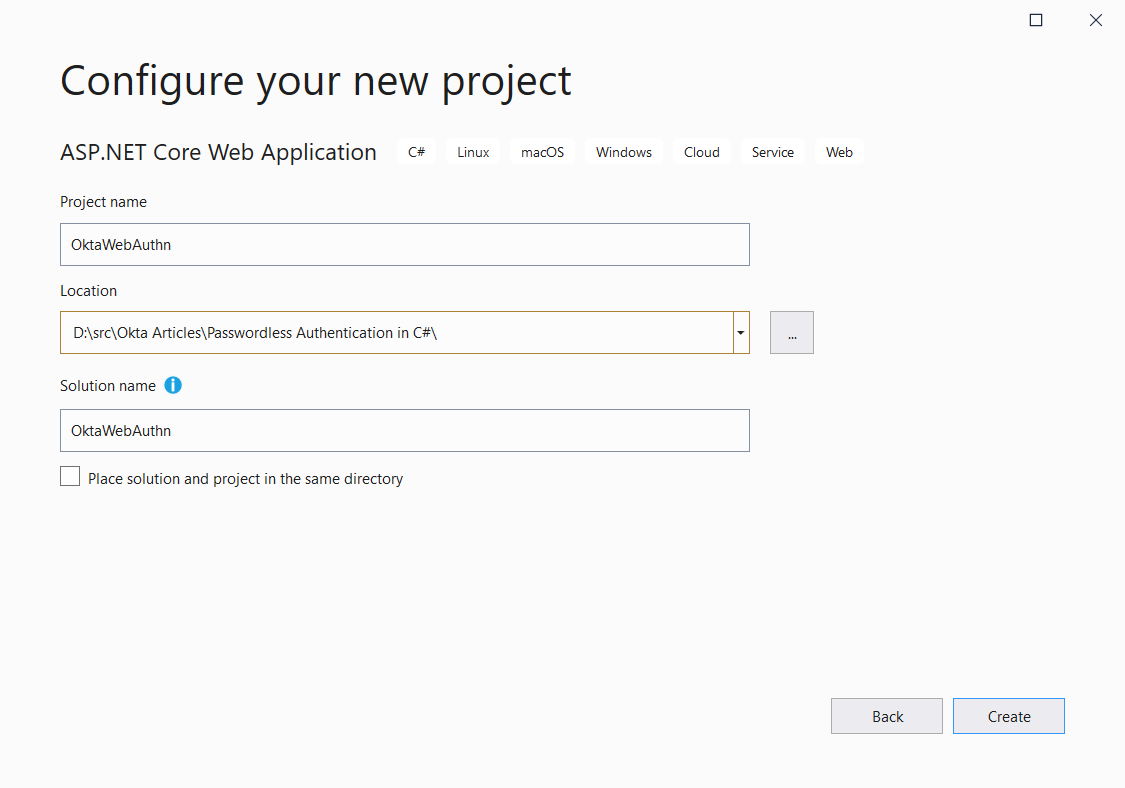 Configure your new project
ASP.NET Core Web Application C# Linux macOS Windows Cloud Service Web
Project name
OktaWebAuthn
Location
D:\src\Okta Articles\Passwordless Authentication in C#\
...
Solution name
OktaWebAuthn
Place solution and project in the same directory
Back Create